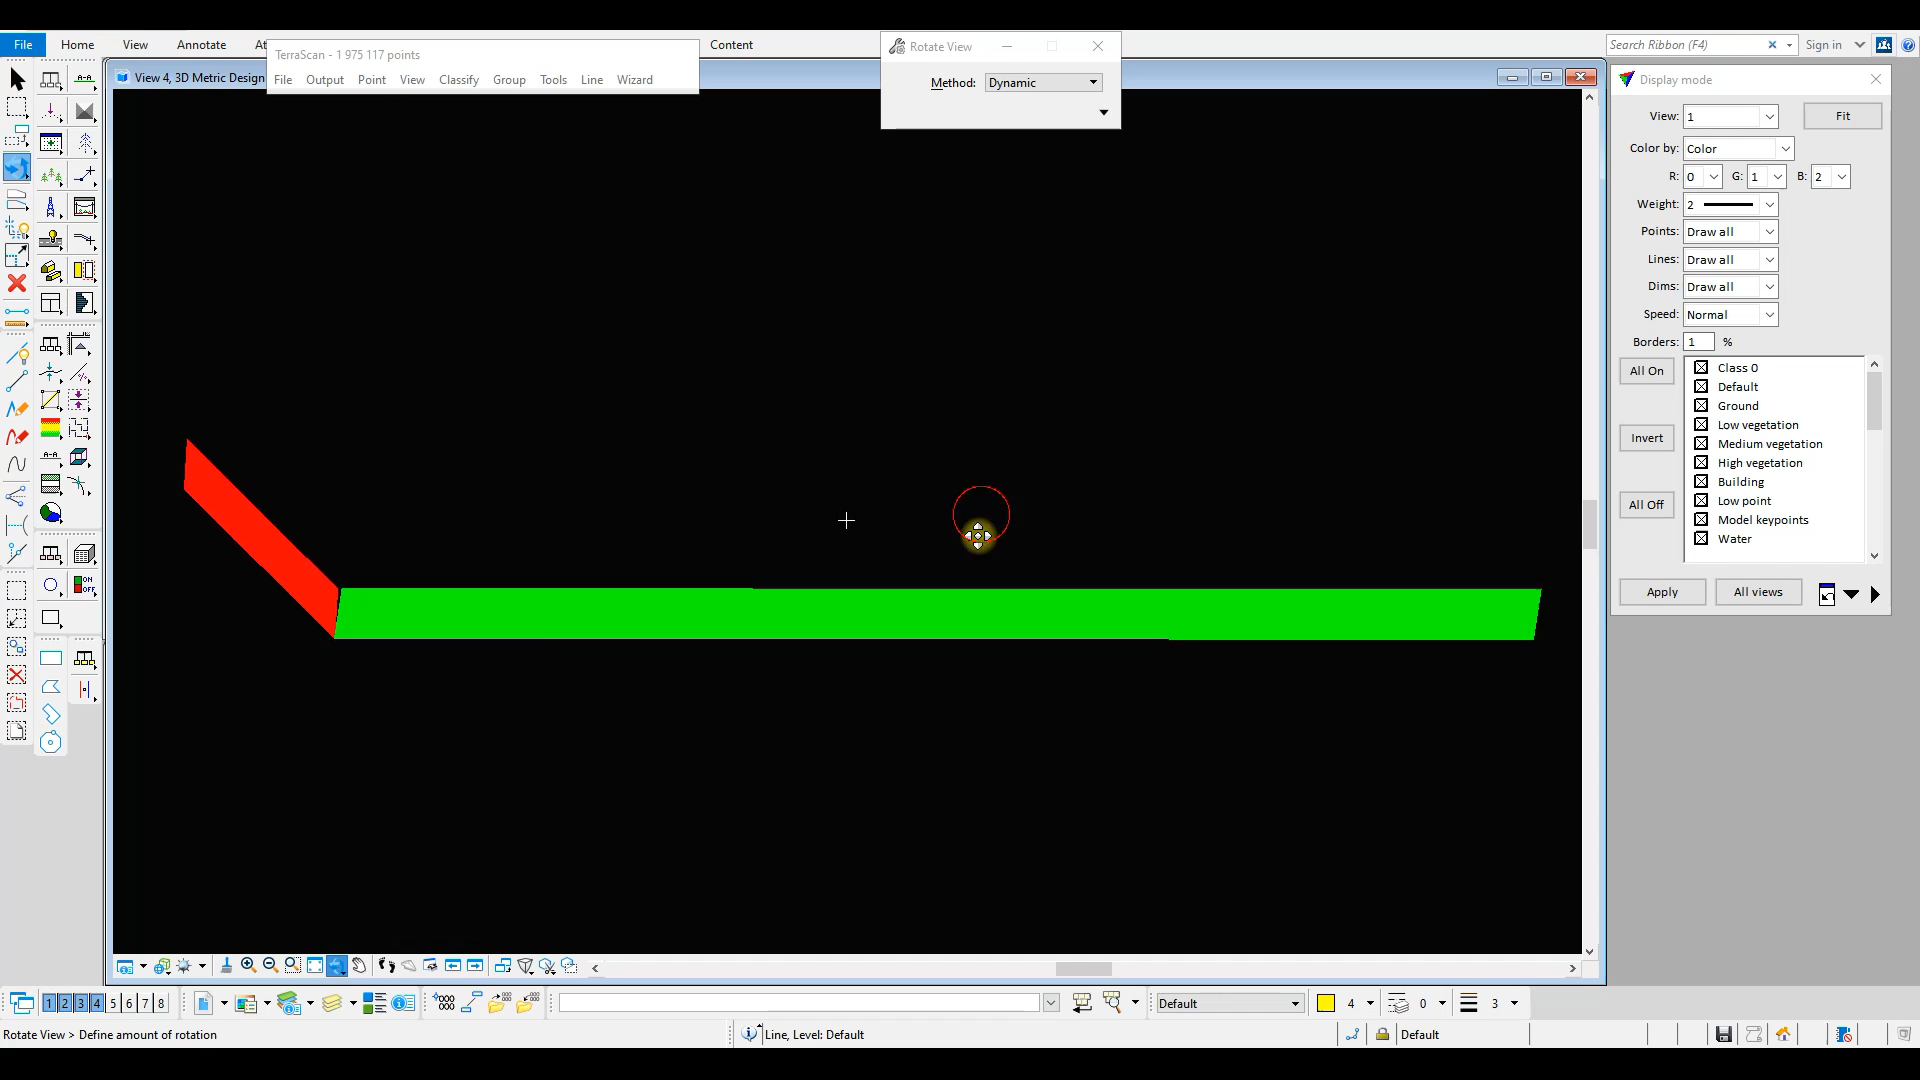 File Home View Annotate At Content
Search Ribbon (F4) Sign in
TerraScan - 1 975 117 points
File Output Point View Classify Group Tools Line Wizard
Rotate View
Method: Dynamic
View 4, 3D Metric Design
Display mode
View: 1 Fit
Color by: Color
R: 0 G: 1 B: 2
Weight: 2
Points: Draw all
Lines: Draw all
Dims: Draw all
Speed: Normal
Borders: 1 %
All On
Invert
All Off
Class 0
Default
Ground
Low vegetation
Medium vegetation
High vegetation
Building
Low point
Model keypoints
Water
Apply All views
A-A
A-A
ON
OFF
1 2 3 4 5 6 7 8
Default 4 0 3
Rotate View > Define amount of rotation
Line, Level: Default
Default